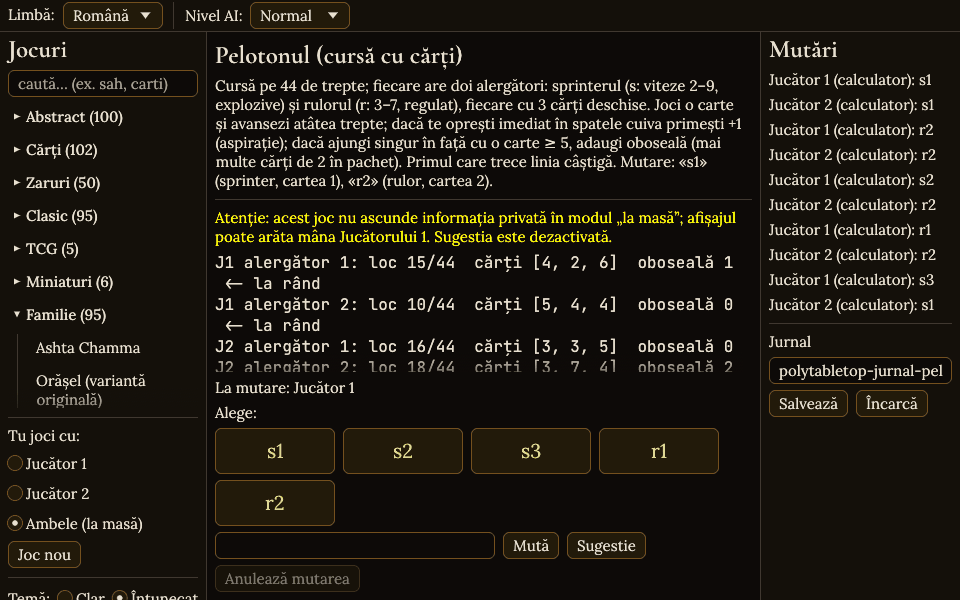 Limbă: Română ▼ Nivel AI: Normal ▼
Jocuri
caută... (ex. sah, carti)
▸ Abstract (100)
▸ Cărți (102)
▸ Zaruri (50)
▸ Clasic (95)
▸ TCG (5)
▸ Miniaturi (6)
▾ Familie (95)
Ashta Chamma
Orășel (variantă
originală)
Tu joci cu:
Jucător 1
Jucător 2
Ambele (la masă)
Joc nou
Temă: Clar Întunecat
Pelotonul (cursă cu cărți)
Cursă pe 44 de trepte; fiecare are doi alergători: sprinterul (s: viteze 2–9,
explozive) și rulorul (r: 3–7, regulat), fiecare cu 3 cărți deschise. Joci o carte
și avansezi atâtea trepte; dacă te oprești imediat în spatele cuiva primești +1
(aspirație); dacă ajungi singur în față cu o carte ≥ 5, adaugi oboseală (mai
multe cărți de 2 în pachet). Primul care trece linia câștigă. Mutare: «s1»
(sprinter, cartea 1), «r2» (rulor, cartea 2).
Atenție: acest joc nu ascunde informația privată în modul „la masă”; afișajul
poate arăta mâna Jucătorului 1. Sugestia este dezactivată.
J1 alergător 1: loc 15/44 cărți [4, 2, 6] oboseală 1
← la rând
J1 alergător 2: loc 10/44 cărți [5, 4, 4] oboseală 0
← la rând
J2 alergător 1: loc 16/44 cărți [3, 3, 5] oboseală 0
J2 alergător 2: loc 18/44 cărți [3, 7, 4] oboseală 2
La mutare: Jucător 1
Alege:
s1 s2 s3 r1
r2
Mută Sugestie
Anulează mutarea
Mutări
Jucător 1 (calculator): s1
Jucător 2 (calculator): s1
Jucător 1 (calculator): r2
Jucător 2 (calculator): r2
Jucător 1 (calculator): s2
Jucător 2 (calculator): r2
Jucător 1 (calculator): r1
Jucător 2 (calculator): r2
Jucător 1 (calculator): s3
Jucător 2 (calculator): s1
Jurnal
polytabletop-jurnal-pel
Salvează Încarcă